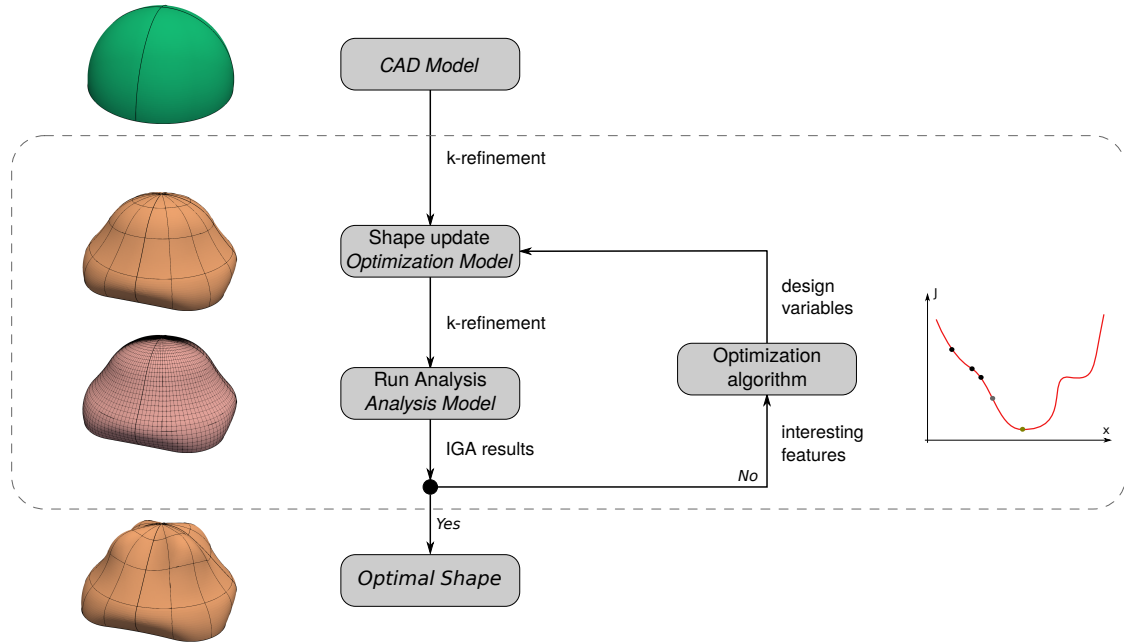 CAD Model
k-refinement
Shape update
Optimization Model
design
variables
k-refinement
J
Optimization
algorithm
Run Analysis
Analysis Model
x
IGA results
interesting
features
No
Yes
Optimal Shape